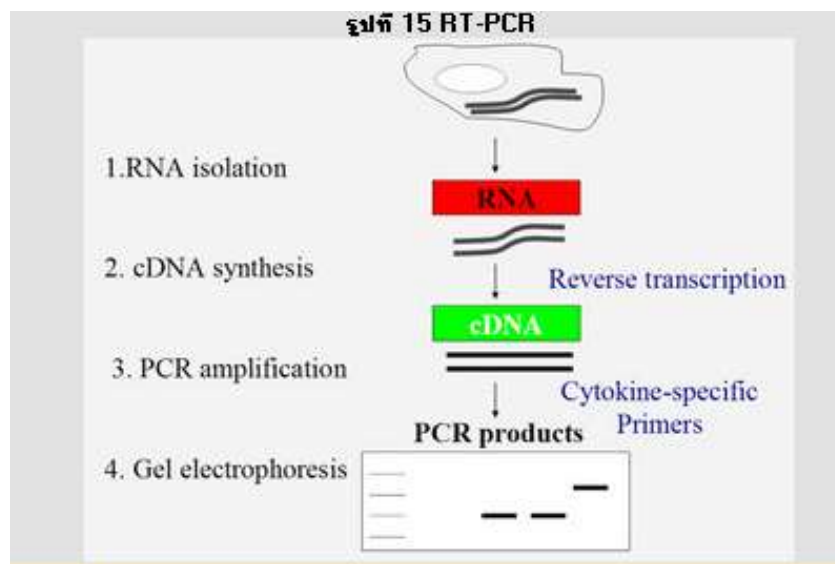 รูปที่ 15 RT-PCR
1.RNA isolation
RNA
2. cDNA synthesis
Reverse transcription
cDNA
3. PCR amplification
Cytokine-specific
Primers
PCR products
4. Gel electrophoresis